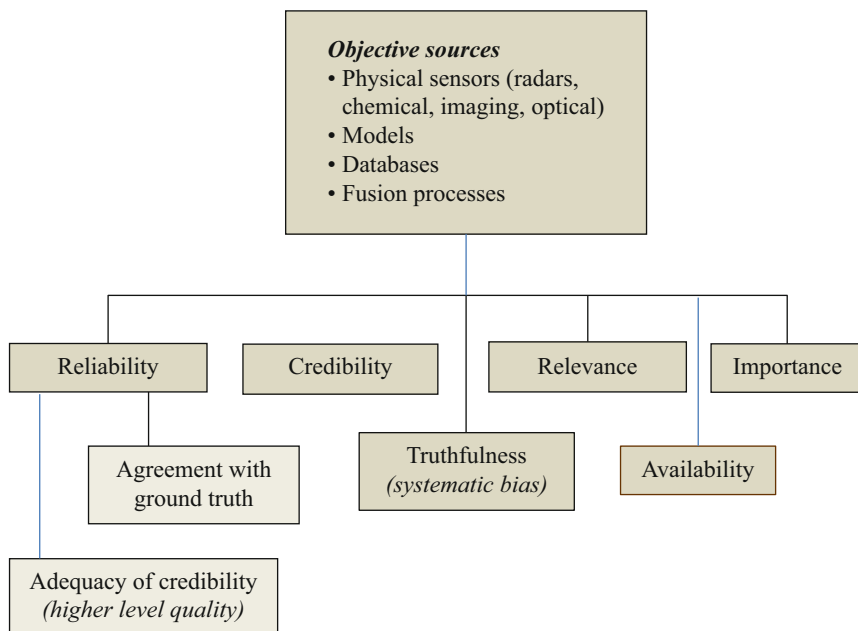 Objective sources
• Physical sensors (radars,
chemical, imaging, optical)
• Models
• Databases
• Fusion processes
Reliability
Credibility
Relevance
Importance
Agreement with
ground truth
Truthfulness
(systematic bias)
Availability
Adequacy of credibility
(higher level quality)